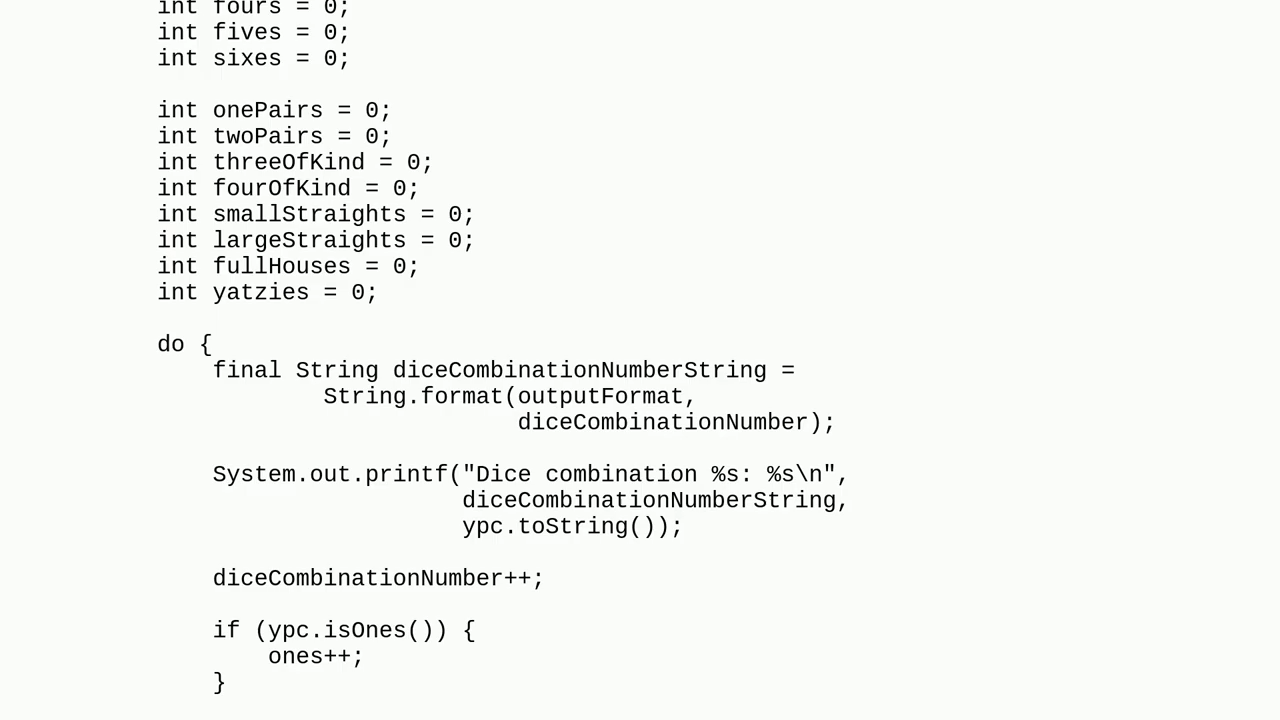 int fours = 0;
int fives = 0;
int sixes = 0;
int onePairs = 0;
int twoPairs = 0;
int threeOfKind = 0;
int fourOfKind = 0;
int smallStraights = 0;
int largeStraights = 0;
int fullHouses = 0;
int yatzies = 0;
do {
final String diceCombinationNumberString =
String.format(outputFormat,
diceCombinationNumber);
System.out.printf("Dice combination %s: %s\n",
diceCombinationNumberString,
ypc.toString());
diceCombinationNumber++;
if (ypc.isOnes()) {
ones++;
}